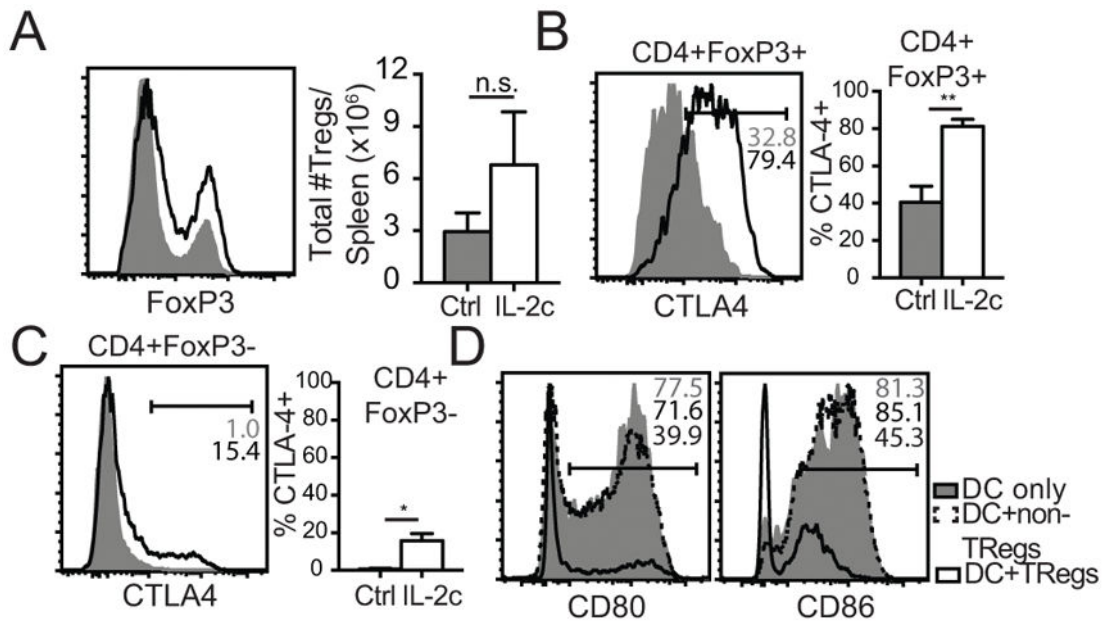 A
FoxP3
Total #Tregs/
Spleen (x10⁶)
12
9
6
3
0
n.s.
Ctrl IL-2c
B
CD4+FoxP3+
32.8
79.4
CTLA4
CD4+
FoxP3+
% CTLA-4+
100
80
60
40
20
0
**
Ctrl IL-2c
C
CD4+FoxP3-
1.0
15.4
CTLA4
% CTLA-4+
100
80
60
40
20
0
CD4+
FoxP3-
*
Ctrl IL-2c
D
77.5
71.6
39.9
CD80
81.3
85.1
45.3
CD86
DC only
DC+non-
TRegs
DC+TRegs